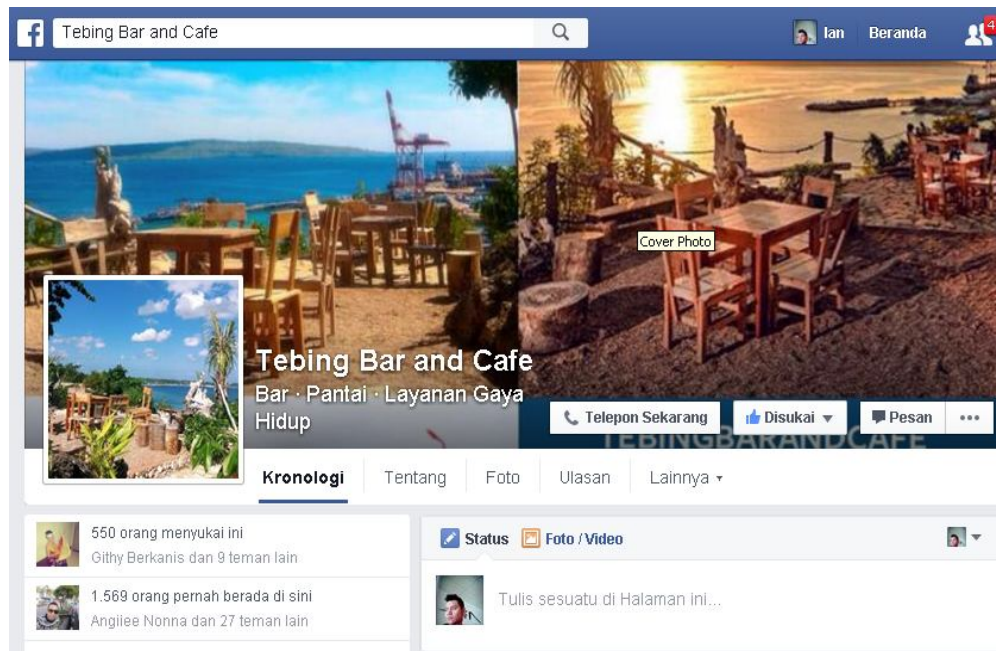 Tebing Bar and Cafe
Ian
Beranda
4
Cover Photo
Tebing Bar and Cafe
Bar · Pantai · Layanan Gaya
Hidup
Telepon Sekarang
Disukai
Pesan
TEBINGBARANDCAFE
Kronologi
Tentang
Foto
Ulasan
Lainnya
550 orang menyukai ini
Githy Berkanis dan 9 teman lain
1.569 orang pernah berada di sini
Angiiee Nonna dan 27 teman lain
Status
Foto / Video
Tulis sesuatu di Halaman ini...